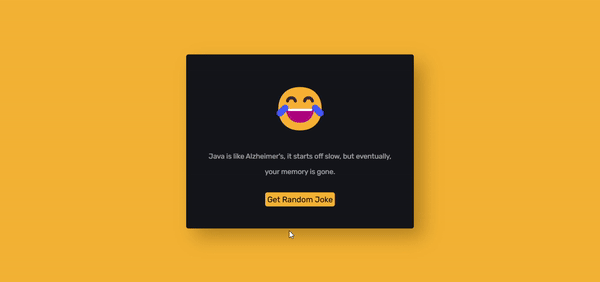 Java is like Alzheimer's, it starts off slow, but eventually,
your memory is gone.
Get Random Joke